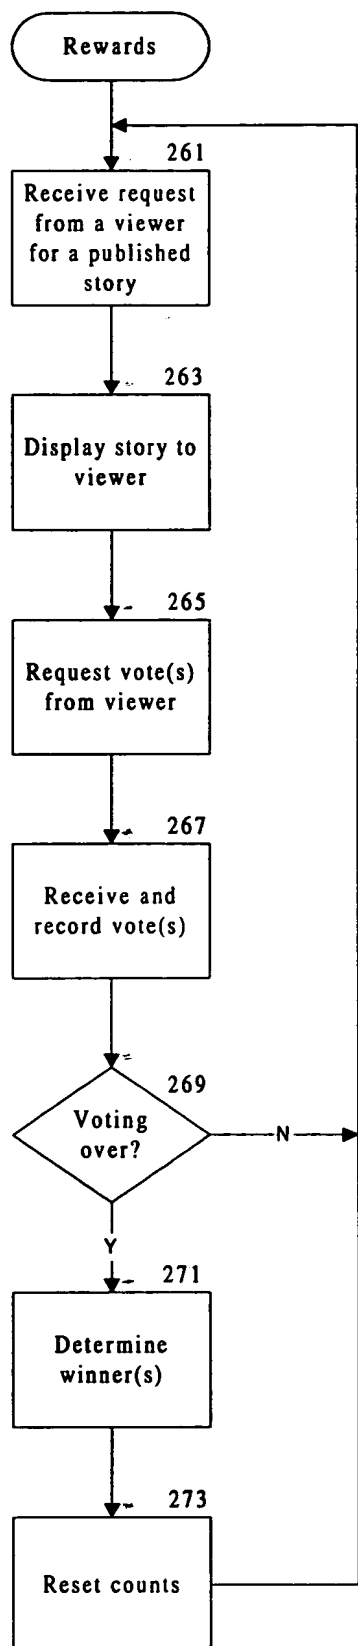 Rewards
261
Receive request
from a viewer
for a published
story
263
Display story to
viewer
265
Request vote(s)
from viewer
267
Receive and
record vote(s)
269
Voting
over?
N
Y
271
Determine
winner(s)
273
Reset counts